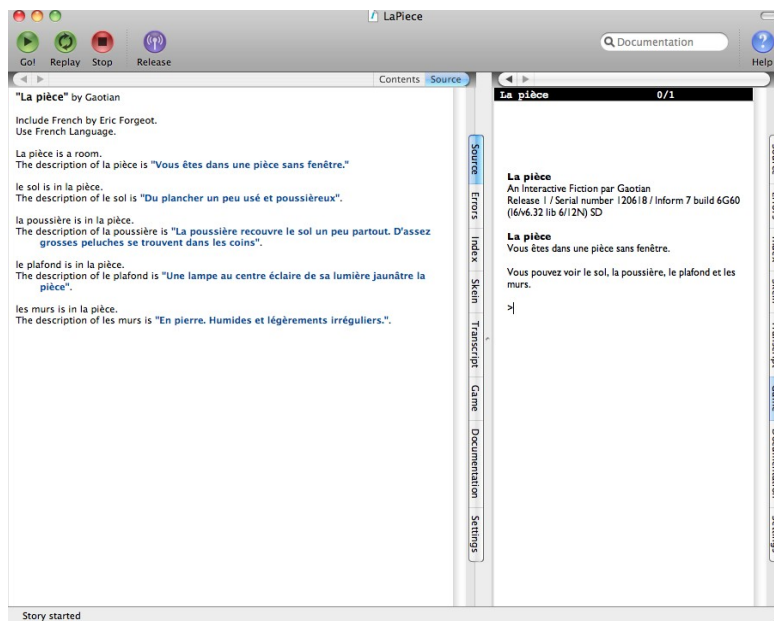 LaPiece
Documentation
Go! Replay Stop Release
Help
Contents Source
"La pièce" by Gaotian
Include French by Eric Forgeot.
Use French Language.
La pièce is a room.
The description of la pièce is "Vous êtes dans une pièce sans fenêtre."
le sol is in la pièce.
The description of le sol is "Du plancher un peu usé et poussièreux".
la poussière is in la pièce.
The description of la poussière is "La poussière recouvre le sol un peu partout. D'assez
grosses peluches se trouvent dans les coins".
le plafond is in la pièce.
The description of le plafond is "Une lampe au centre éclaire de sa lumière jaunâtre la
pièce".
les murs is in la pièce.
The description of les murs is "En pierre. Humides et légèrements irréguliers.".
Source
Errors
Index
Skein
Transcript
Game
Documentation
Settings
La pièce 0/1
La pièce
An Interactive Fiction par Gaotian
Release 1 / Serial number 120618 / Inform 7 build 6G60
(I6/v6.32 lib 6/12N) SD
La pièce
Vous êtes dans une pièce sans fenêtre.
Vous pouvez voir le sol, la poussière, le plafond et les
murs.
>
Story started